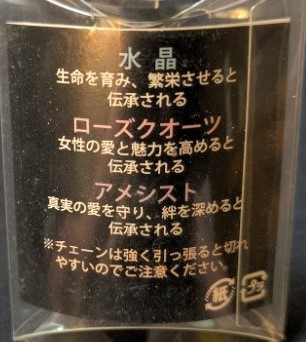 水晶
生命を育み、繁栄させると
伝承される
ローズクオーツ
女性の愛と魅力を高めると
伝承される
アメシスト
真実の愛を守り、絆を深めると
伝承される
※チェーンは強く引っ張ると切れ
やすいのでご注意ください。
紙 プラ